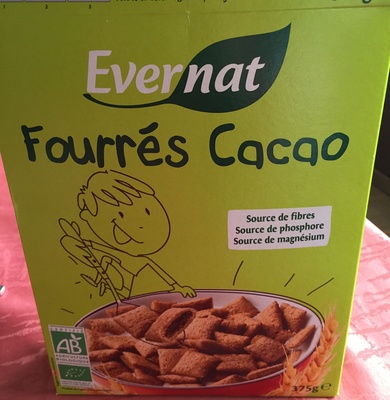 Evernat
Fourrés Cacao
Source de fibres
Source de phosphore
Source de magnésium
AB
375g e